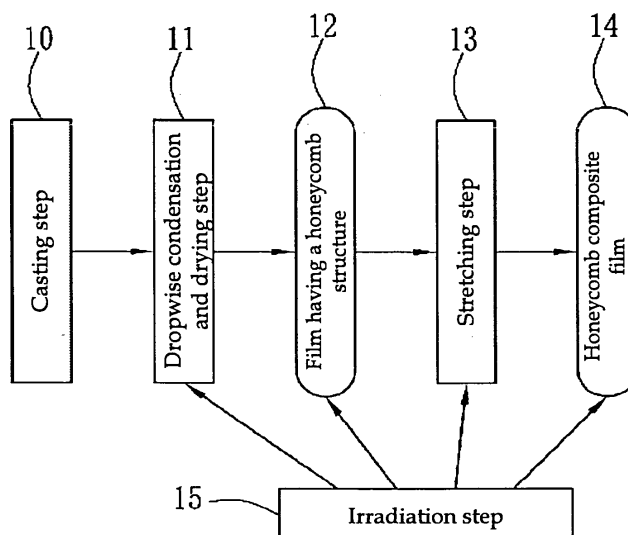 10
11
12
13
14
Casting step
Dropwise condensation
and drying step
Film having a honeycomb
structure
Stretching step
Honeycomb composite
film
15
Irradiation step